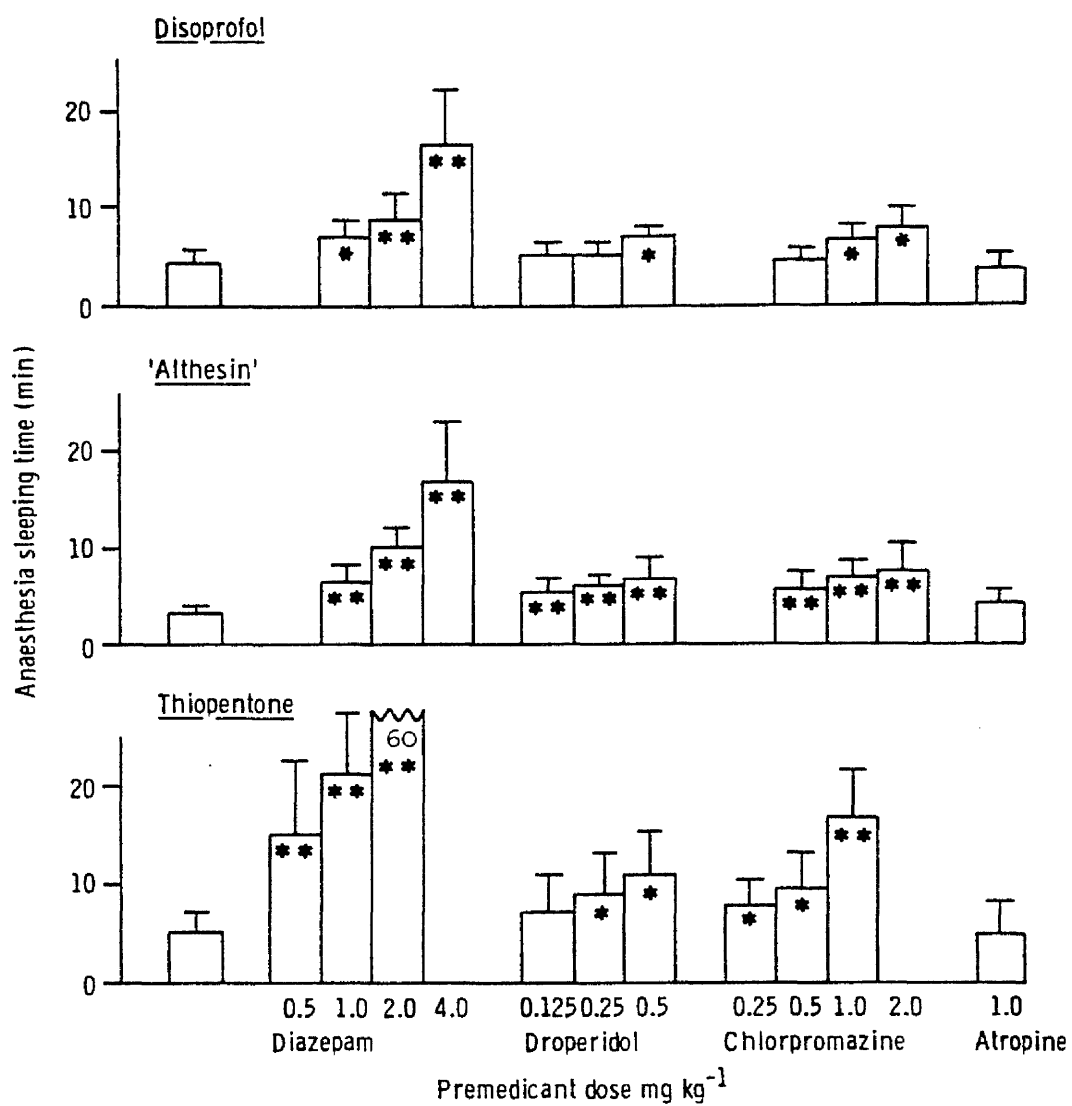 Disoprofol
20
10
0
* ** ** * * *
'Althesin'
20
10
0
** ** ** ** ** ** ** ** **
Thiopentone
20
10
0
** ** 60 ** * * * * **
0.5 1.0 2.0 4.0 0.125 0.25 0.5 0.25 0.5 1.0 2.0 1.0
Diazepam Droperidol Chlorpromazine Atropine
Premedicant dose mg kg⁻¹
Anaesthesia sleeping time (min)